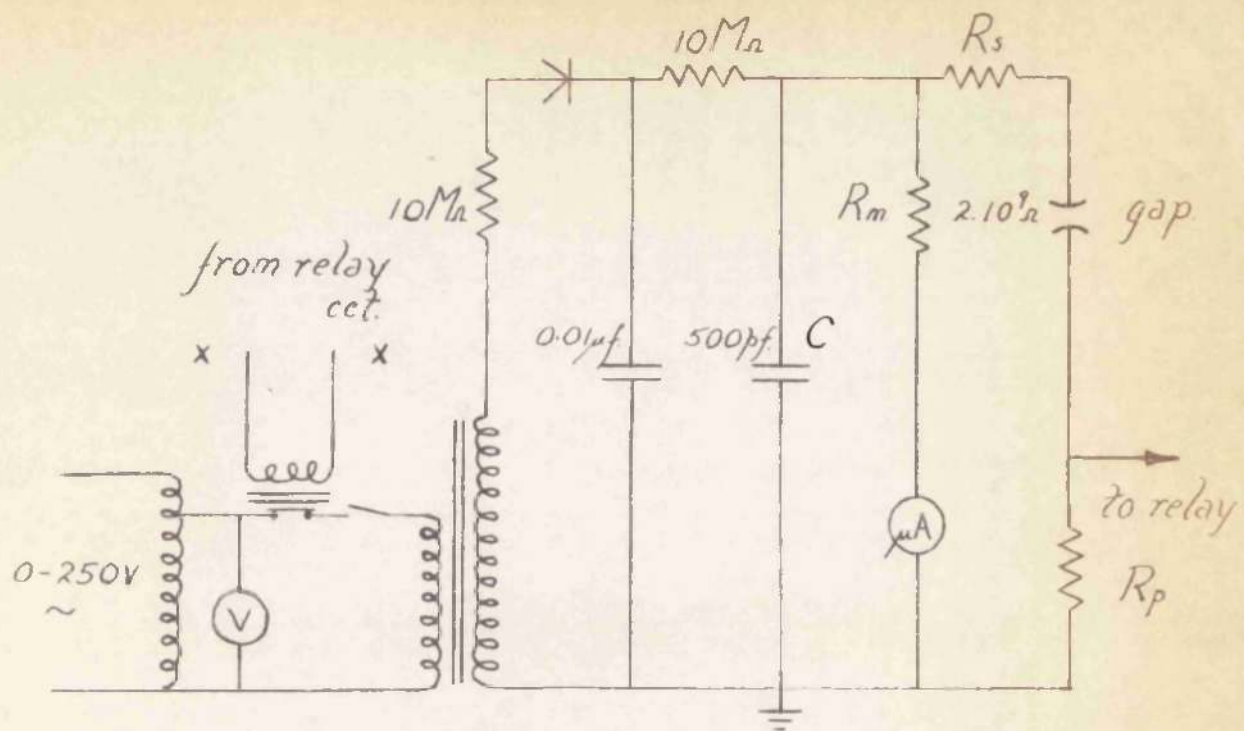 10MΩ
Rs
10MΩ
Rm
2.10⁹Ω
gap.
from relay
cct.
x
x
0.01μf
500pf.
C
to relay
0-250V
~
V
μA
Rp